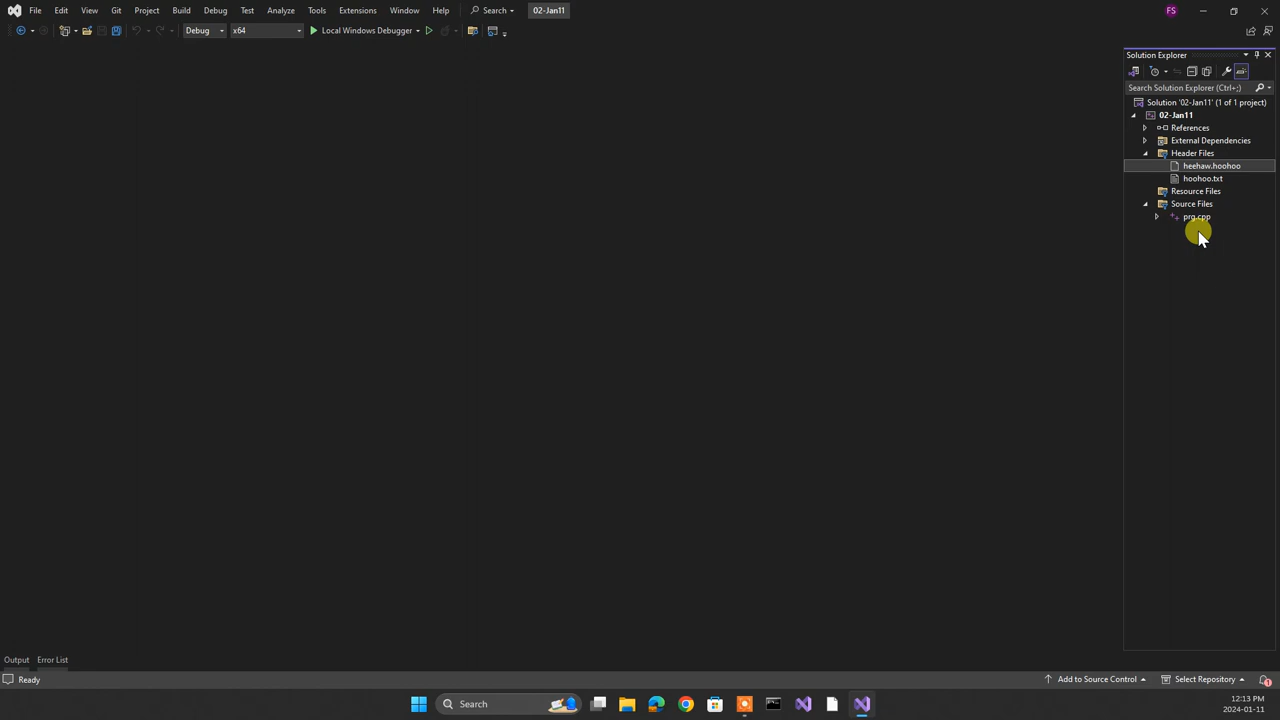 File Edit View Git Project Build Debug Test Analyze Tools Extensions Window Help Search 02-Jan11 FS
Debug x64 Local Windows Debugger
Solution Explorer
Search Solution Explorer (Ctrl+;)
Solution '02-Jan11' (1 of 1 project)
02-Jan11
References
External Dependencies
Header Files
heehaw.hoohoo
hoohoo.txt
Resource Files
Source Files
prg.cpp
Output Error List
Ready Add to Source Control Select Repository 1
Search 12:13 PM
2024-01-11